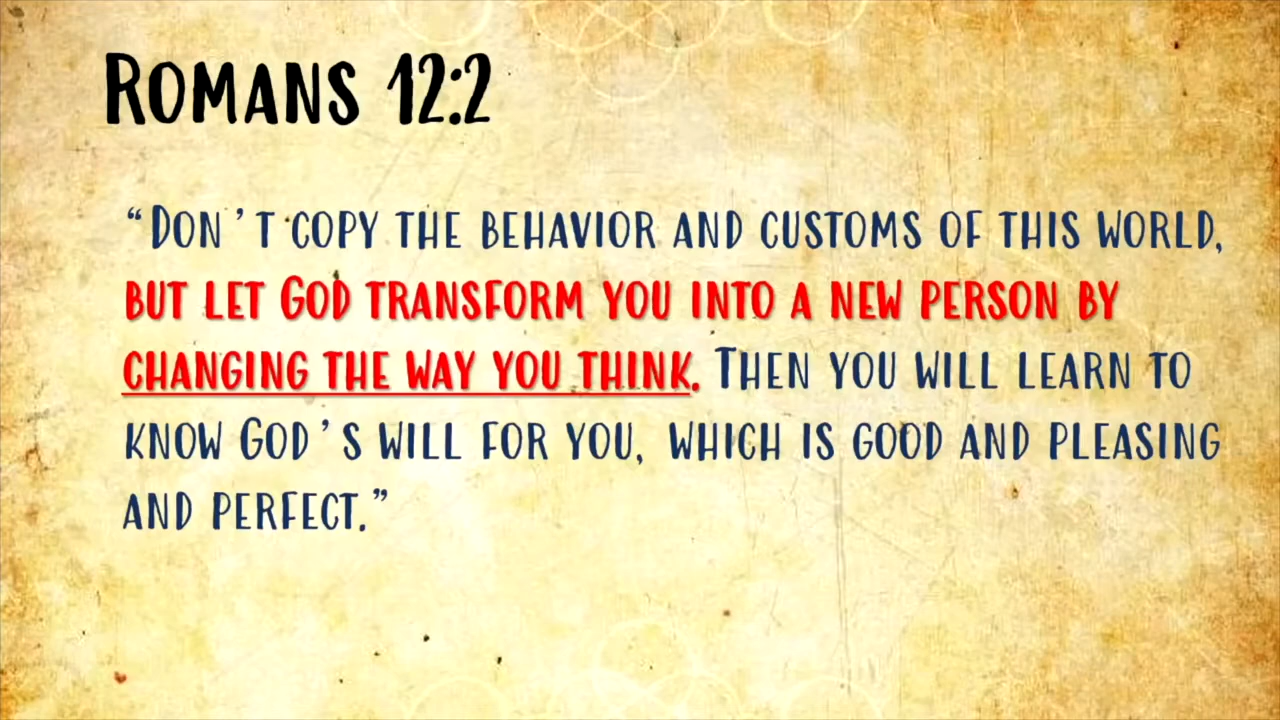 Romans 12:2
“Don’t copy the behavior and customs of this world,
but let God transform you into a new person by
changing the way you think. Then you will learn to
know God’s will for you, which is good and pleasing
and perfect.”